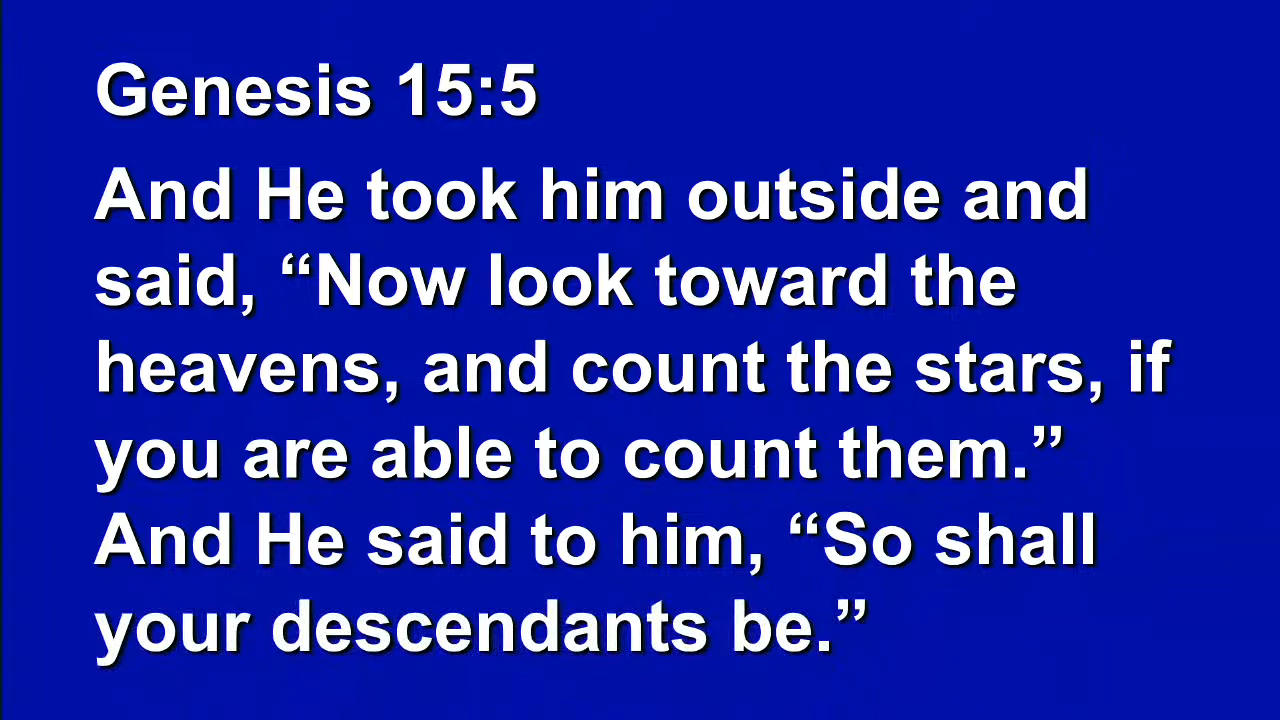 Genesis 15:5
And He took him outside and
said, “Now look toward the
heavens, and count the stars, if
you are able to count them.”
And He said to him, “So shall
your descendants be.”